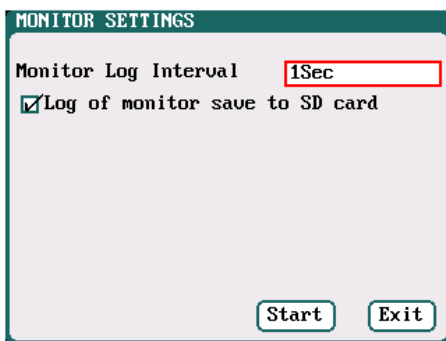 MONITOR SETTINGS
Monitor Log Interval 1Sec
Log of monitor save to SD card
Start Exit